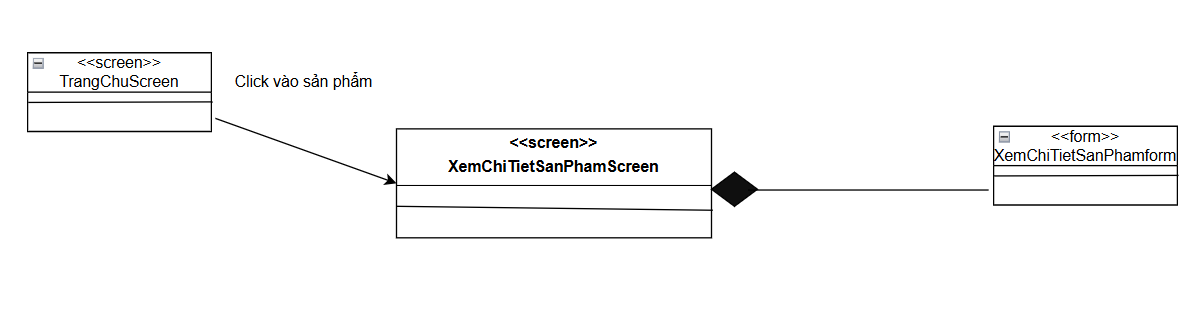 <<screen>>
TrangChuScreen
Click vào sản phẩm
<<screen>>
XemChiTietSanPhamScreen
<<form>>
XemChiTietSanPhamform